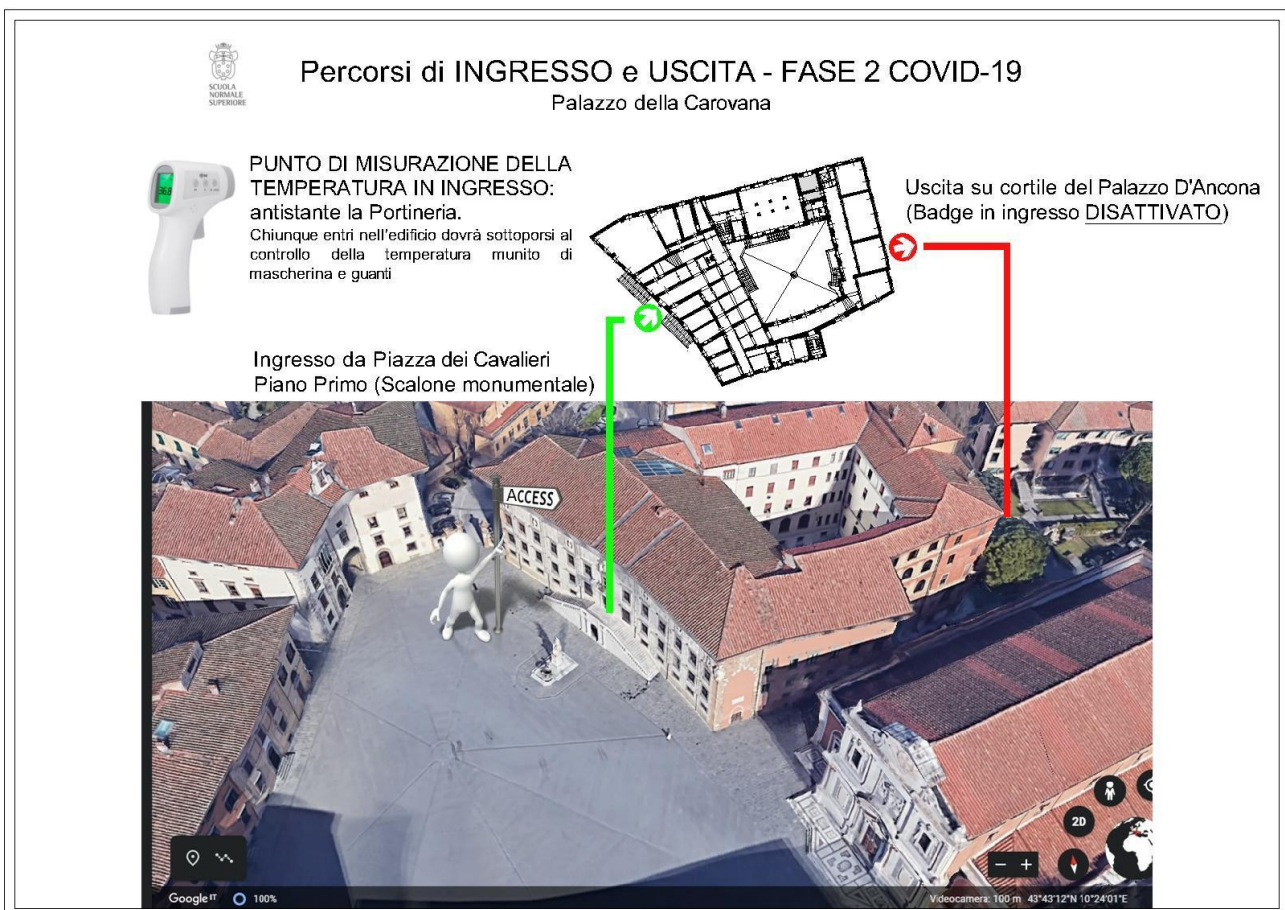 SCUOLA
NORMALE
SUPERIORE
Percorsi di INGRESSO e USCITA - FASE 2 COVID-19
Palazzo della Carovana
PUNTO DI MISURAZIONE DELLA
TEMPERATURA IN INGRESSO:
antistante la Portineria.
Chiunque entri nell'edificio dovrà sottoporsi al
controllo della temperatura munito di
mascherina e guanti
36.8
Uscita su cortile del Palazzo D'Ancona
(Badge in ingresso DISATTIVATO)
Ingresso da Piazza dei Cavalieri
Piano Primo (Scalone monumentale)
ACCESS
2D
Google IT 100%
Videocamera: 100 m 43°43'12"N 10°24'01"E